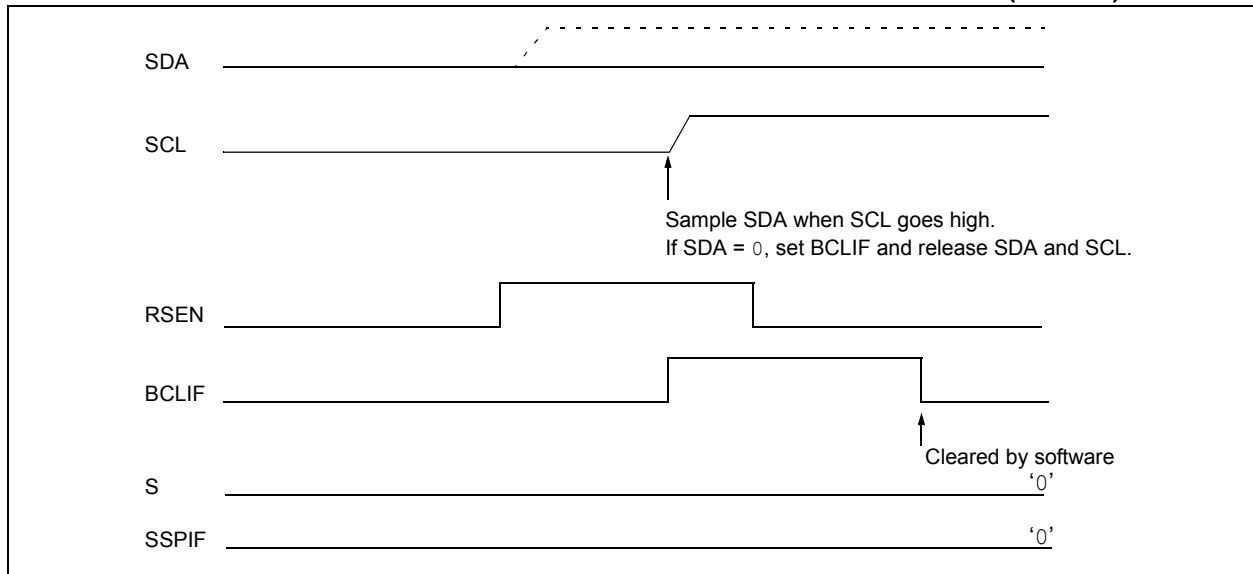 SDA
SCL
Sample SDA when SCL goes high.
If SDA = 0, set BCLIF and release SDA and SCL.
RSEN
BCLIF
Cleared by software
S
‘0’
SSPIF
‘0’